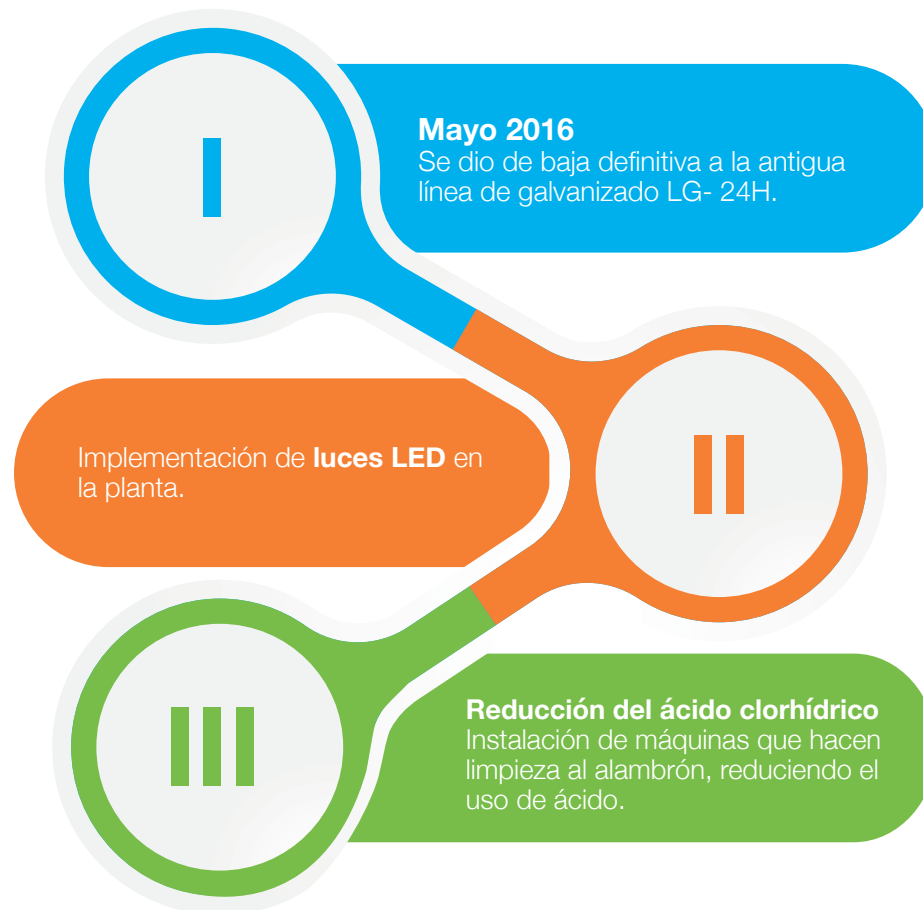 I
Mayo 2016
Se dio de baja definitiva a la antigua
línea de galvanizado LG- 24H.
Implementación de luces LED en
la planta.
II
III
Reducción del ácido clorhídrico
Instalación de máquinas que hacen
limpieza al alambrón, reduciendo el
uso de ácido.